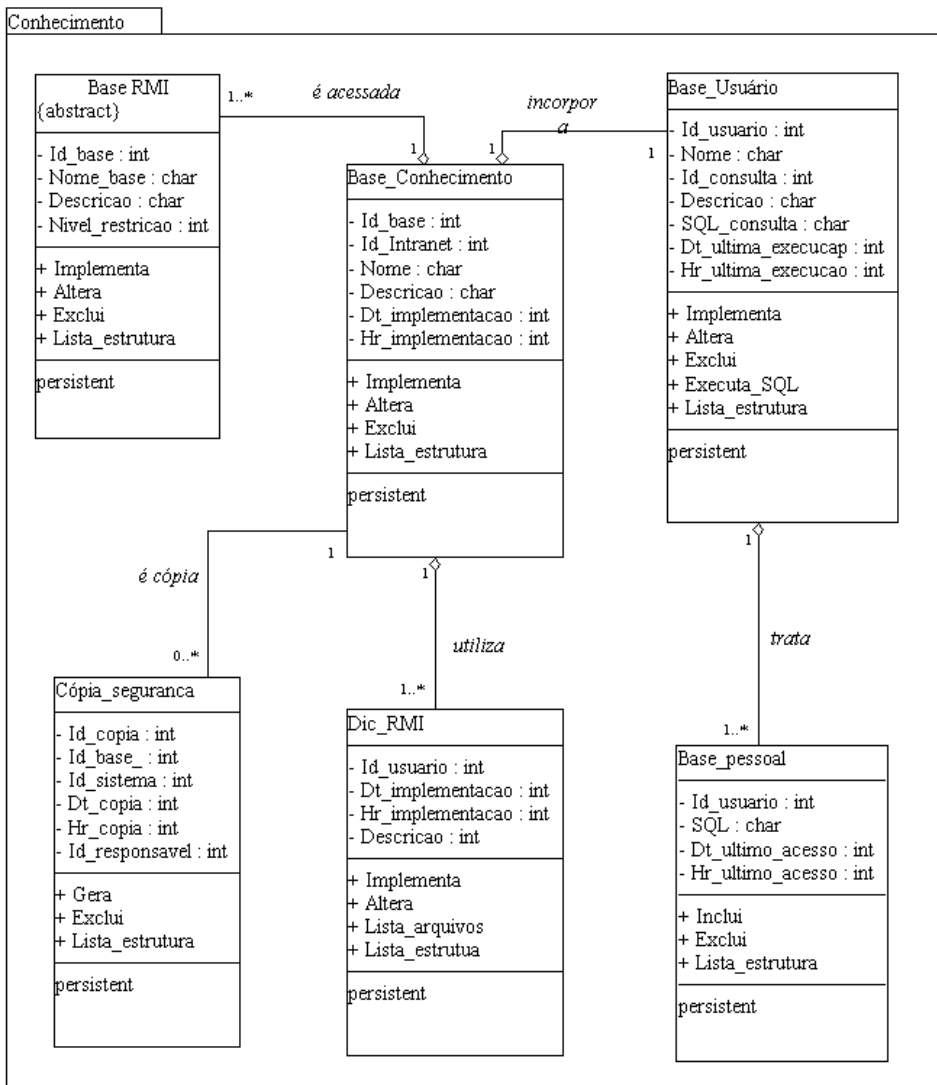 Conhecimento
Base RMI
{abstract}
- Id_base : int
- Nome_base : char
- Descricao : char
- Nivel_restricao : int
+ Implementa
+ Altera
+ Exclui
+ Lista_estrutura
persistent
1..*
é acessada
1
incorpor
a
1
1
Base_Usuário
- Id_usuario : int
- Nome : char
- Id_consulta : int
- Descricao : char
- SQL_consulta : char
- Dt_ultima_execucap : int
- Hr_ultima_execucao : int
+ Implementa
+ Altera
+ Exclui
+ Executa_SQL
+ Lista_estrutura
persistent
Base_Conhecimento
- Id_base : int
- Id_Intranet : int
- Nome : char
- Descricao : char
- Dt_implementacao : int
- Hr_implementacao : int
+ Implementa
+ Altera
+ Exclui
+ Lista_estrutura
persistent
1
é cópia
0..*
1
utiliza
1..*
1
trata
1..*
Cópia_seguranca
- Id_copia : int
- Id_base_ : int
- Id_sistema : int
- Dt_copia : int
- Hr_copia : int
- Id_responsavel : int
+ Gera
+ Exclui
+ Lista_estrutura
persistent
Dic_RMI
- Id_usuario : int
- Dt_implementacao : int
- Hr_implementacao : int
- Descricao : int
+ Implementa
+ Altera
+ Lista_arquivos
+ Lista_estrutua
persistent
Base_pessoal
- Id_usuario : int
- SQL : char
- Dt_ultimo_acesso : int
- Hr_ultimo_acesso : int
+ Inclui
+ Exclui
+ Lista_estrutura
persistent